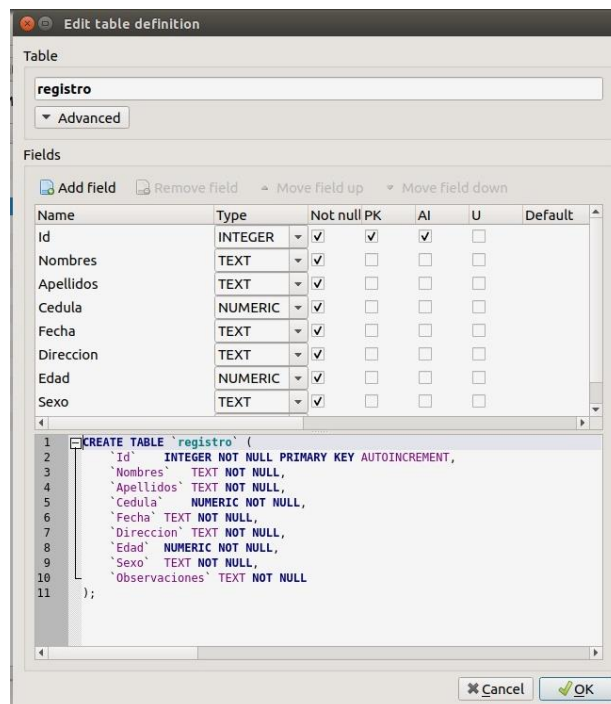 Edit table definition
Table
registro
Advanced
Fields
Add field Remove field Move field up Move field down
Name Type Not null PK AI U Default
Id INTEGER
Nombres TEXT
Apellidos TEXT
Cedula NUMERIC
Fecha TEXT
Direccion TEXT
Edad NUMERIC
Sexo TEXT
1 CREATE TABLE `registro` (
2 `Id` INTEGER NOT NULL PRIMARY KEY AUTOINCREMENT,
3 `Nombres` TEXT NOT NULL,
4 `Apellidos` TEXT NOT NULL,
5 `Cedula` NUMERIC NOT NULL,
6 `Fecha` TEXT NOT NULL,
7 `Direccion` TEXT NOT NULL,
8 `Edad` NUMERIC NOT NULL,
9 `Sexo` TEXT NOT NULL,
10 `Observaciones` TEXT NOT NULL
11 );
Cancel OK